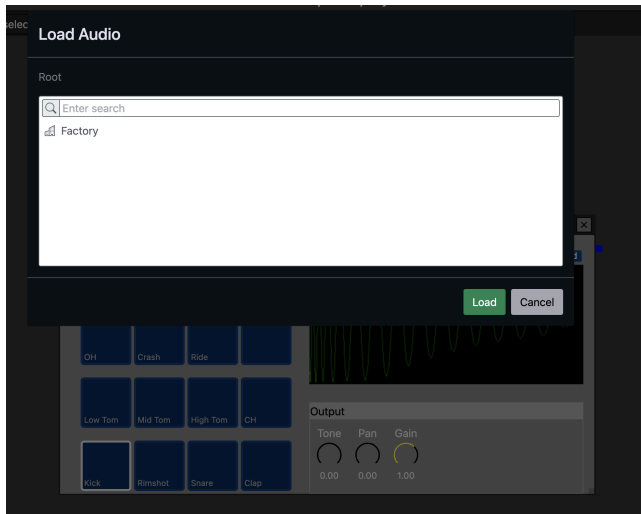 selec
Load Audio
Root
Enter search
Factory
Load Cancel
OH Crash Ride
Low Tom Mid Tom High Tom CH
Output
Tone Pan Gain
0.00 0.00 1.00
Kick Rimshot Snare Clap